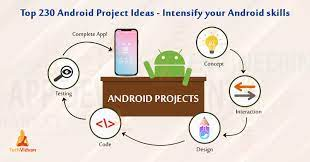 Top 230 Android Project Ideas - Intensify your Android skills
Complete App!
Concept
Testing
ANDROID PROJECTS
Interaction
Code
Design
TechVidvan